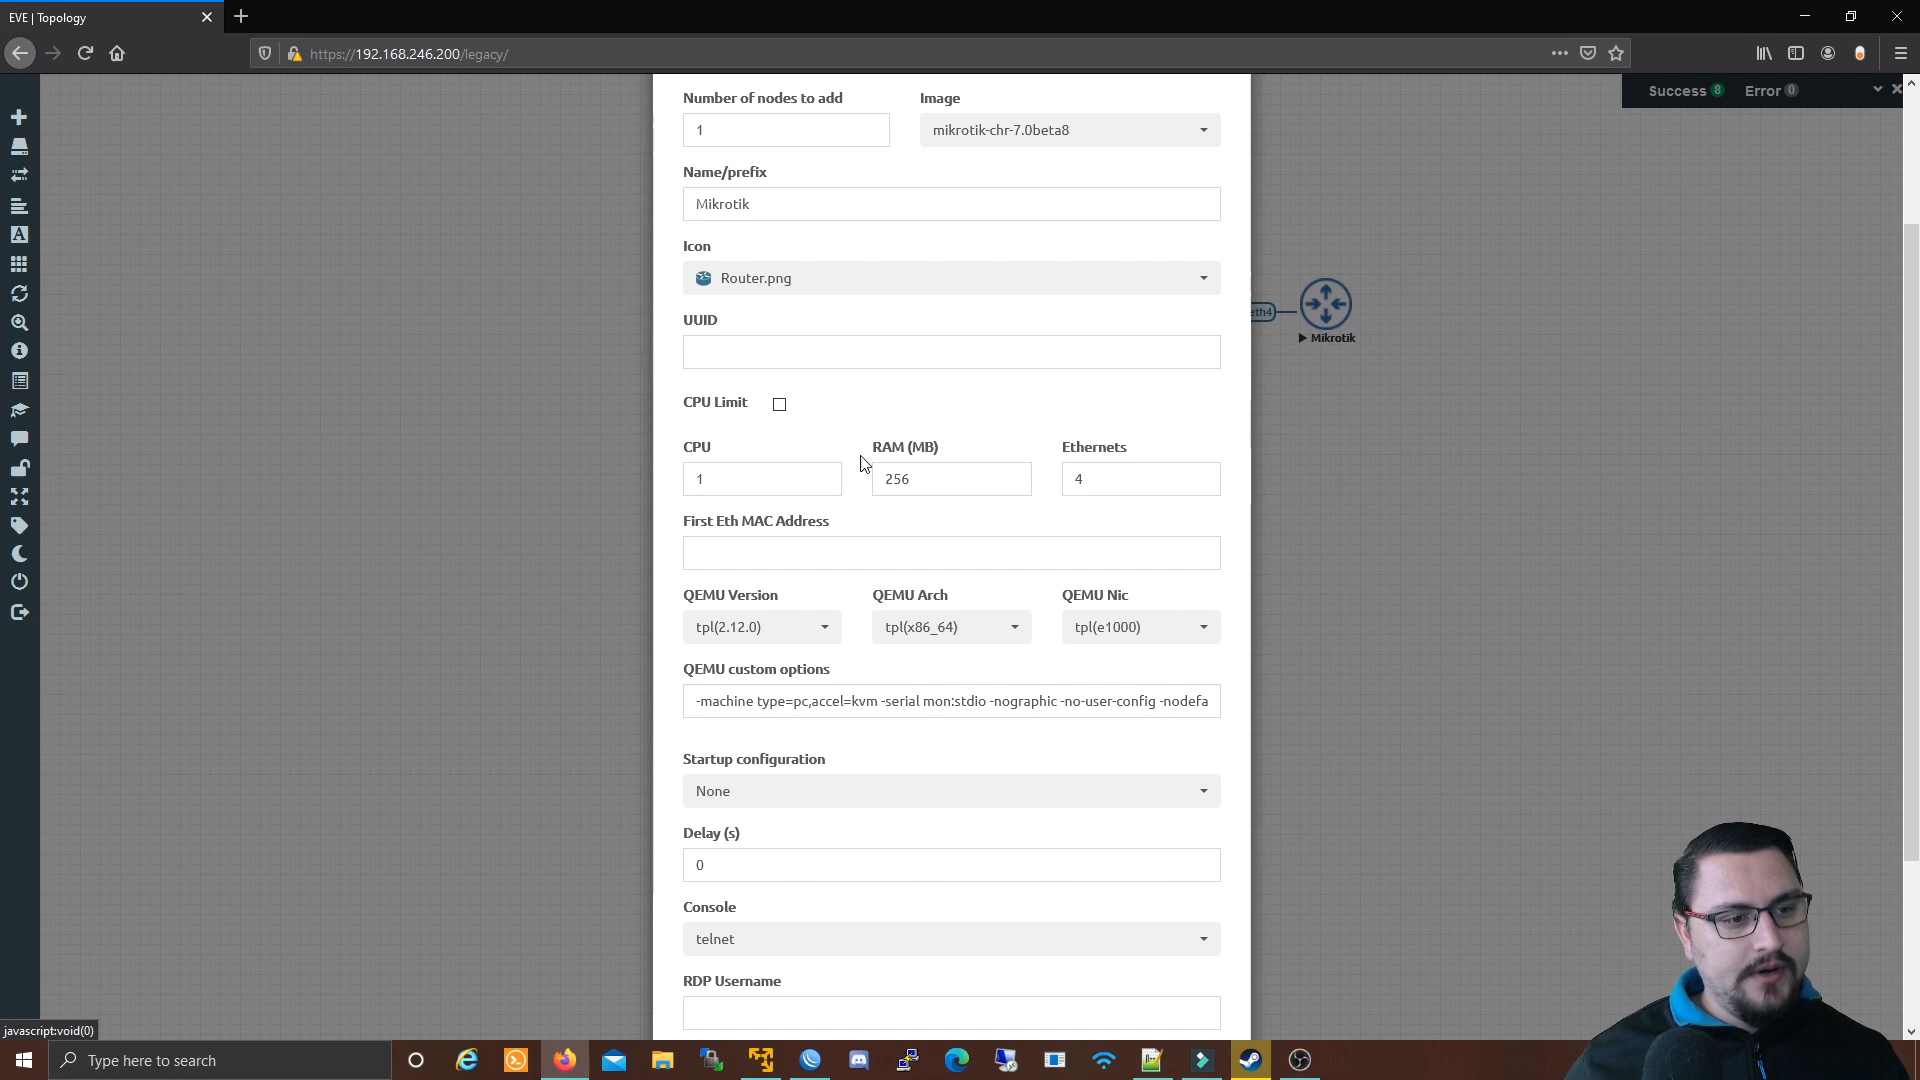 EVE | Topology
https://192.168.246.200/legacy/
Success 8 Error 0
Number of nodes to add
Image
1
mikrotik-chr-7.0beta8
Name/prefix
Mikrotik
Icon
Router.png
UUID
eth4
Mikrotik
CPU Limit
CPU
RAM (MB)
Ethernets
1
256
4
First Eth MAC Address
QEMU Version
QEMU Arch
QEMU Nic
tpl(2.12.0)
tpl(x86_64)
tpl(e1000)
QEMU custom options
-machine type=pc,accel=kvm -serial mon:stdio -nographic -no-user-config -nodefa
Startup configuration
None
Delay (s)
0
Console
telnet
RDP Username
javascript:void(0)
Type here to search